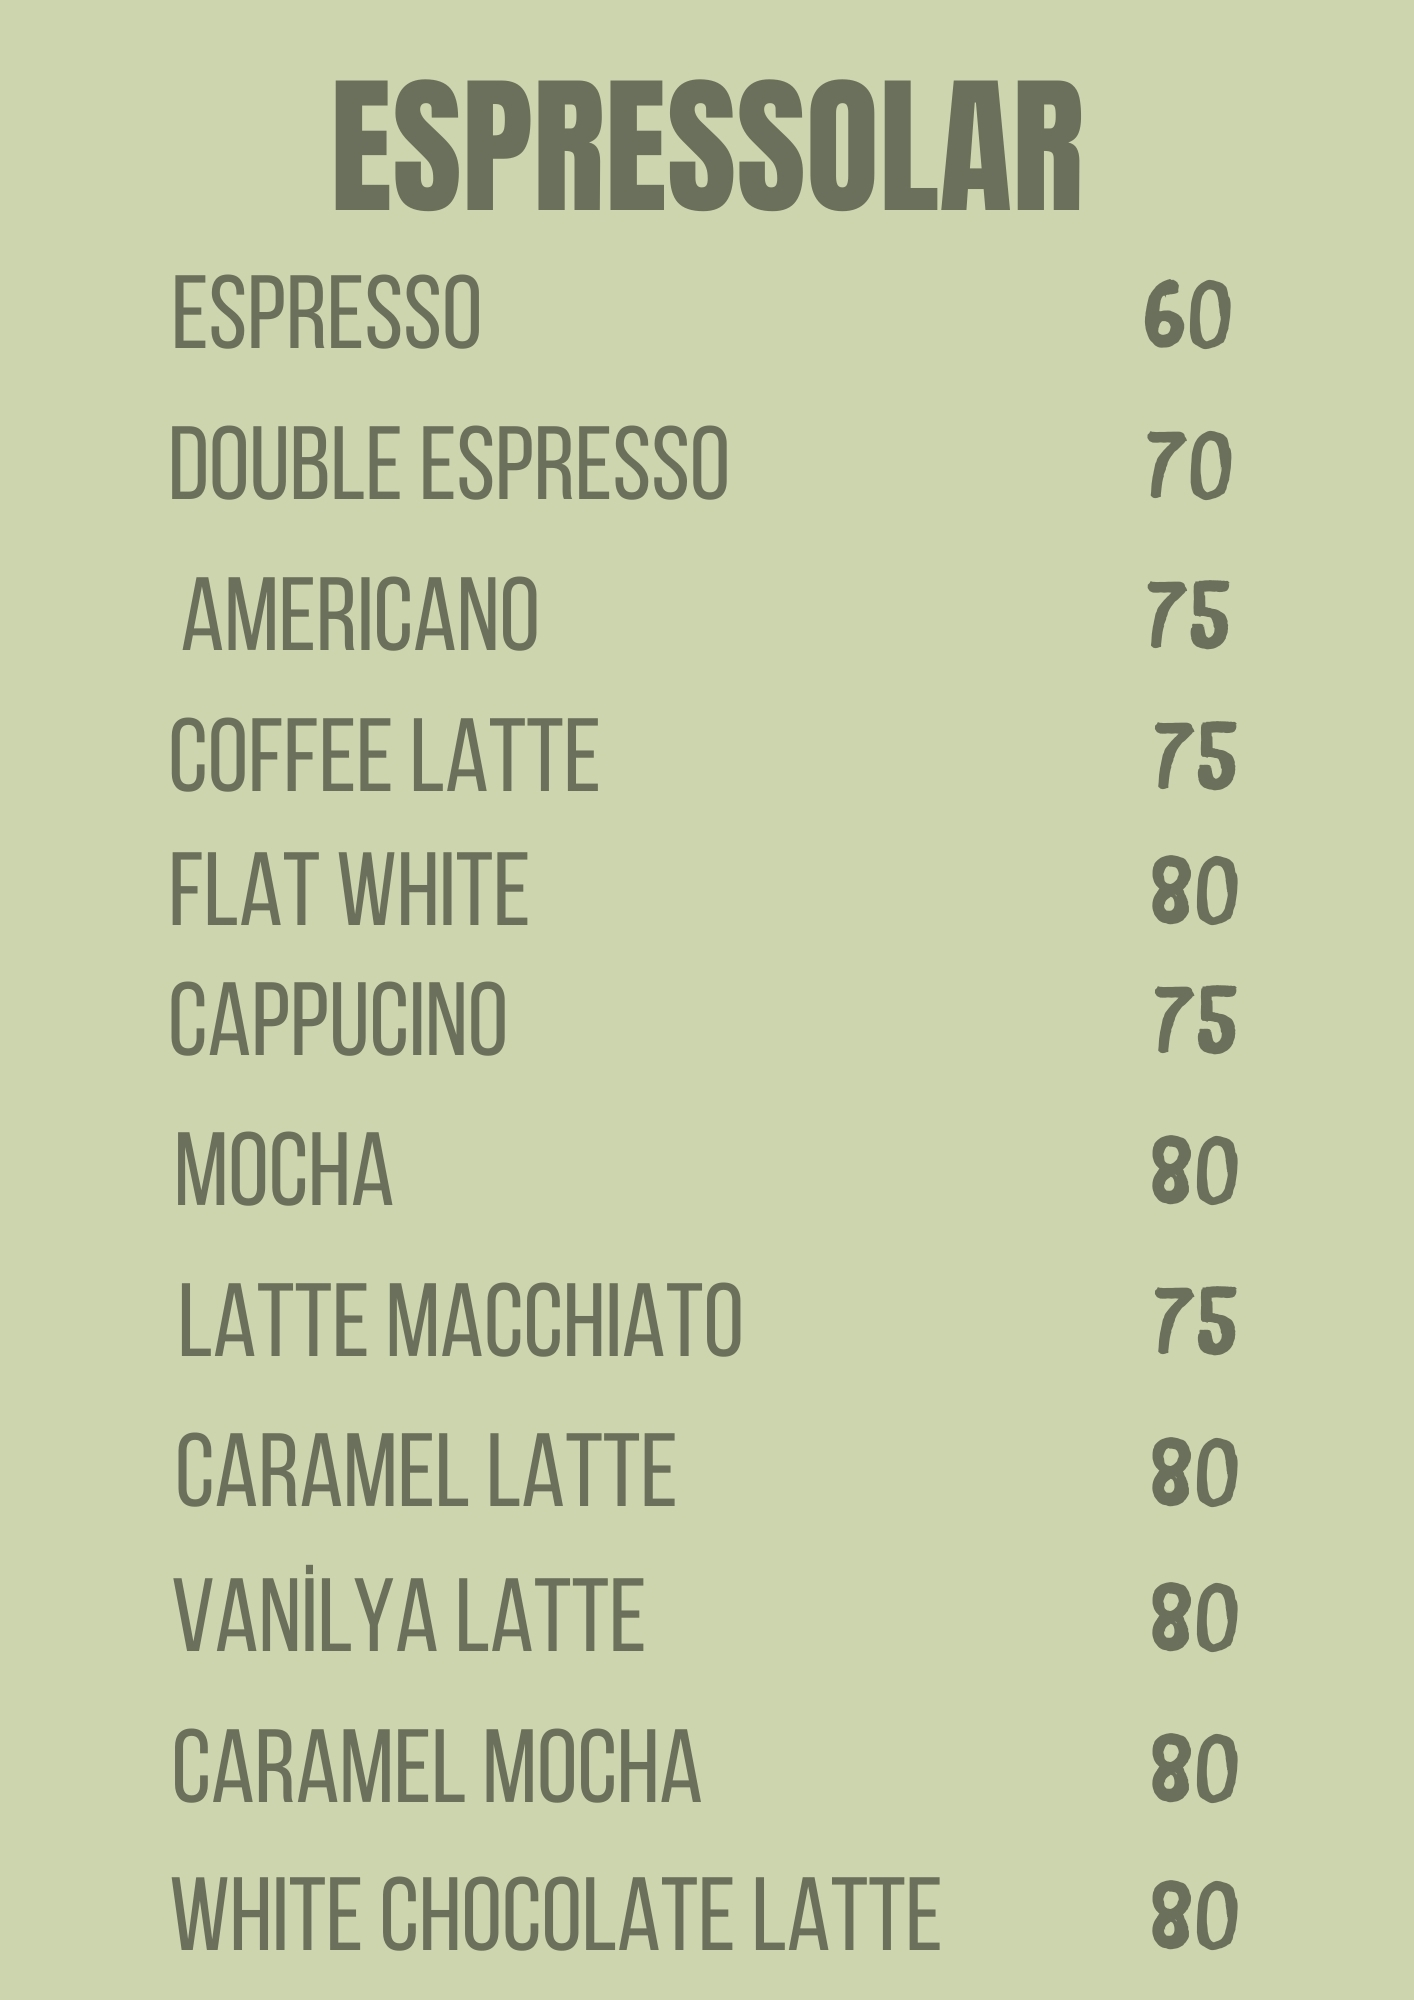 ESPRESSOLAR
ESPRESSO 60
DOUBLE ESPRESSO 70
AMERICANO 75
COFFEE LATTE 75
FLAT WHITE 80
CAPPUCINO 75
MOCHA 80
LATTE MACCHIATO 75
CARAMEL LATTE 80
VANİLYA LATTE 80
CARAMEL MOCHA 80
WHITE CHOCOLATE LATTE 80